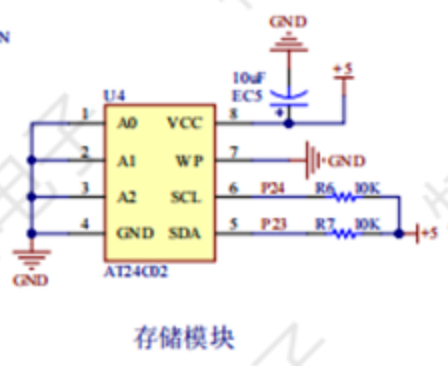 N
GND
+5
10uF
EC5
U4
1 A0 VCC 8
2 A1 WP 7 GND
3 A2 SCL 6 P24 R6 10K
4 GND SDA 5 P23 R7 10K +5
AT24C02
GND
存储模块